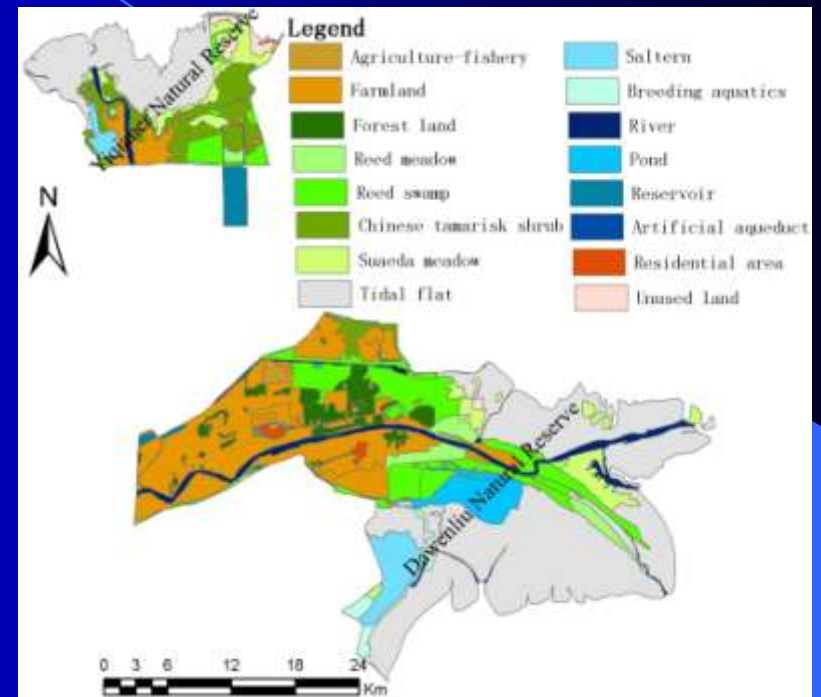 Legend
Agriculture-fishery
Farmland
Forest land
Reed meadow
Reed swamp
Chinese tamarisk shrub
Suaeda meadow
Tidal flat
Saltern
Breeding aquatics
River
Pond
Reservoir
Artificial aqueduct
Residential area
Unused land
Yiqianer Natural Reserve
N
Dawenliu Natural Reserve
0 3 6 12 18 24
Km